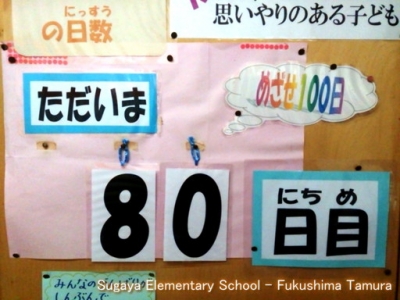 にっすう
の日数
思いやりのある子ども
ただいま
めざせ100日
80
にちめ
日目
みんなの
しんぶんで
Sugaya Elementary School - Fukushima Tamura